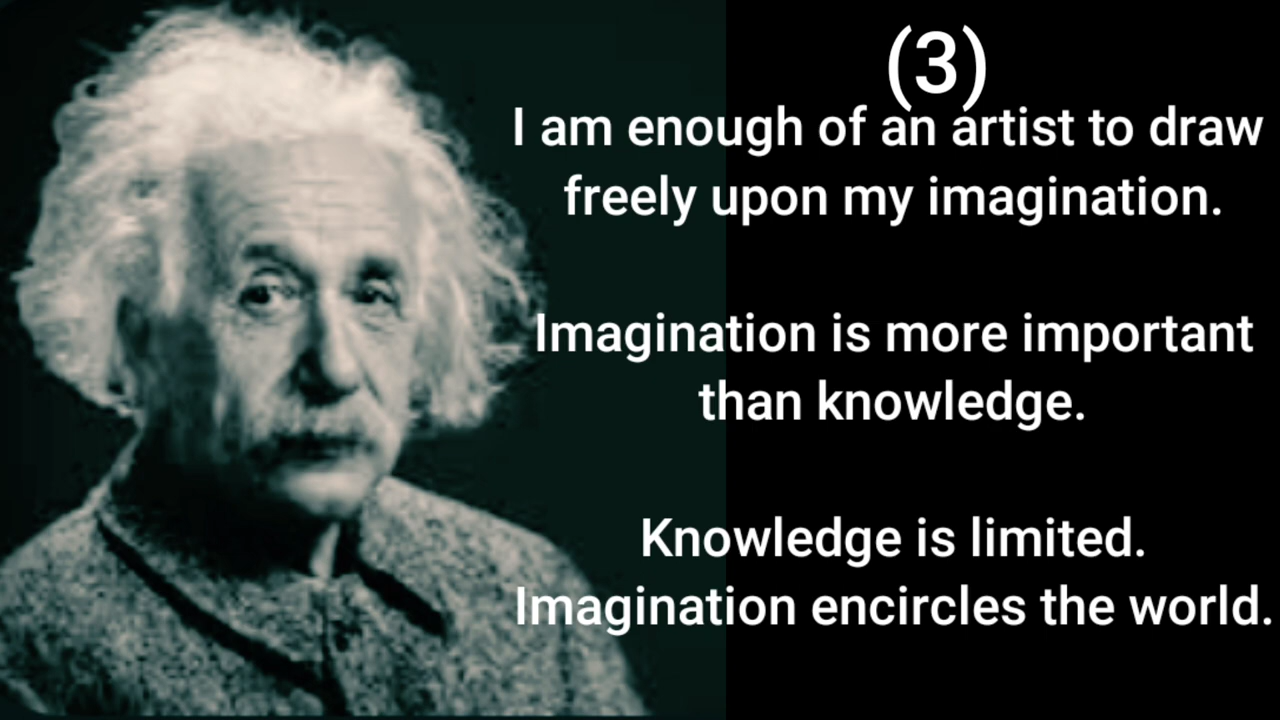 (3)
I am enough of an artist to draw
freely upon my imagination.
Imagination is more important
than knowledge.
Knowledge is limited.
Imagination encircles the world.